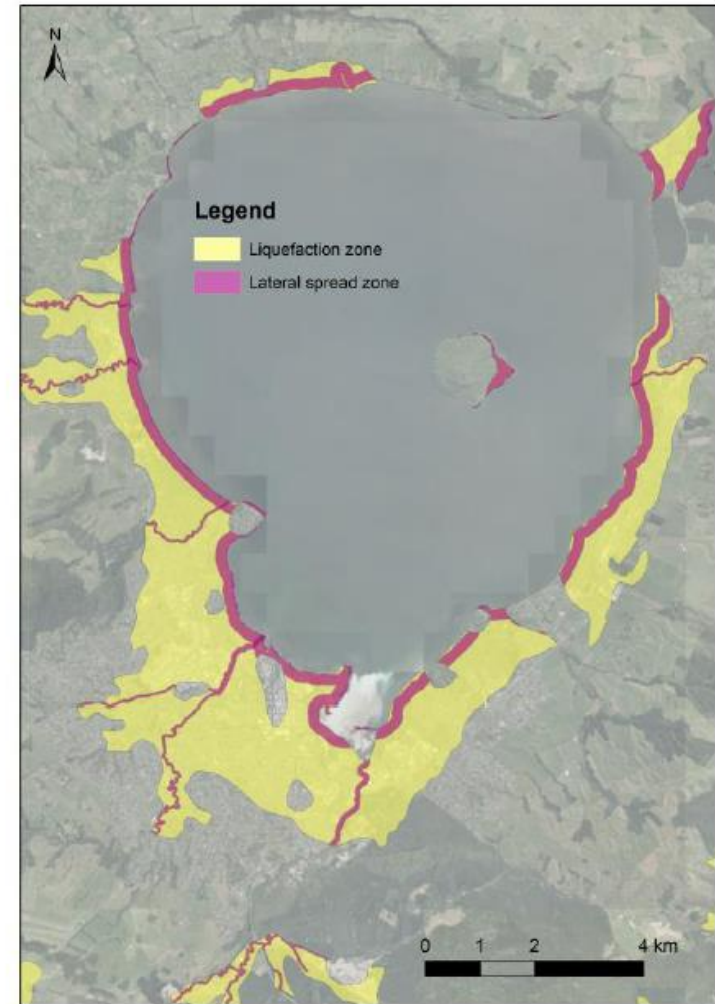 N
Legend
Liquefaction zone
Lateral spread zone
0 1 2 4 km